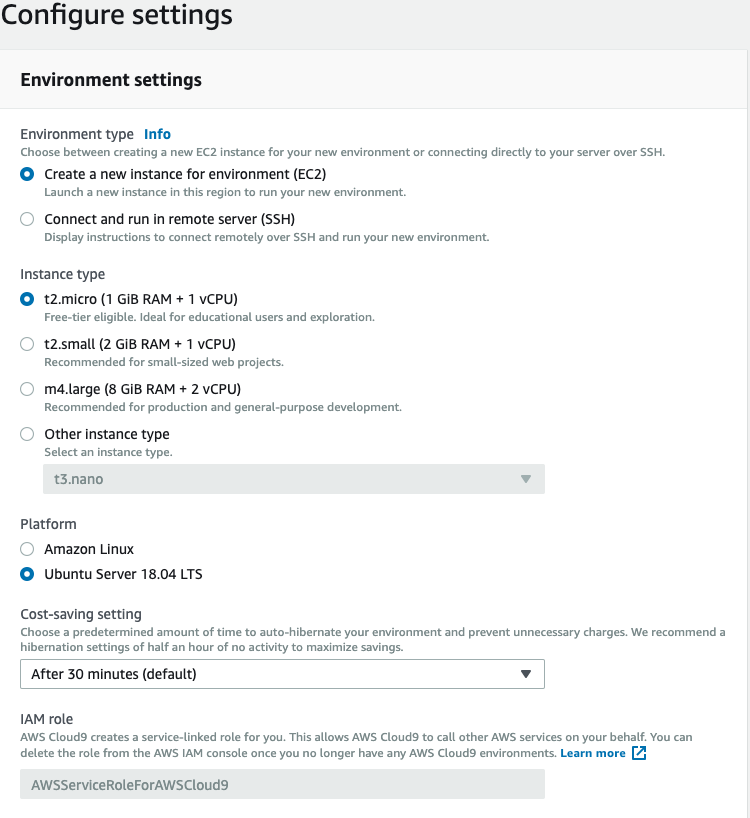 Configure settings
Environment settings
Environment type Info
Choose between creating a new EC2 instance for your new environment or connecting directly to your server over SSH.
Create a new instance for environment (EC2)
Launch a new instance in this region to run your new environment.
Connect and run in remote server (SSH)
Display instructions to connect remotely over SSH and run your new environment.
Instance type
t2.micro (1 GiB RAM + 1 vCPU)
Free-tier eligible. Ideal for educational users and exploration.
t2.small (2 GiB RAM + 1 vCPU)
Recommended for small-sized web projects.
m4.large (8 GiB RAM + 2 vCPU)
Recommended for production and general-purpose development.
Other instance type
Select an instance type.
t3.nano
Platform
Amazon Linux
Ubuntu Server 18.04 LTS
Cost-saving setting
Choose a predetermined amount of time to auto-hibernate your environment and prevent unnecessary charges. We recommend a
hibernation settings of half an hour of no activity to maximize savings.
After 30 minutes (default)
IAM role
AWS Cloud9 creates a service-linked role for you. This allows AWS Cloud9 to call other AWS services on your behalf. You can
delete the role from the AWS IAM console once you no longer have any AWS Cloud9 environments. Learn more
AWSServiceRoleForAWSCloud9